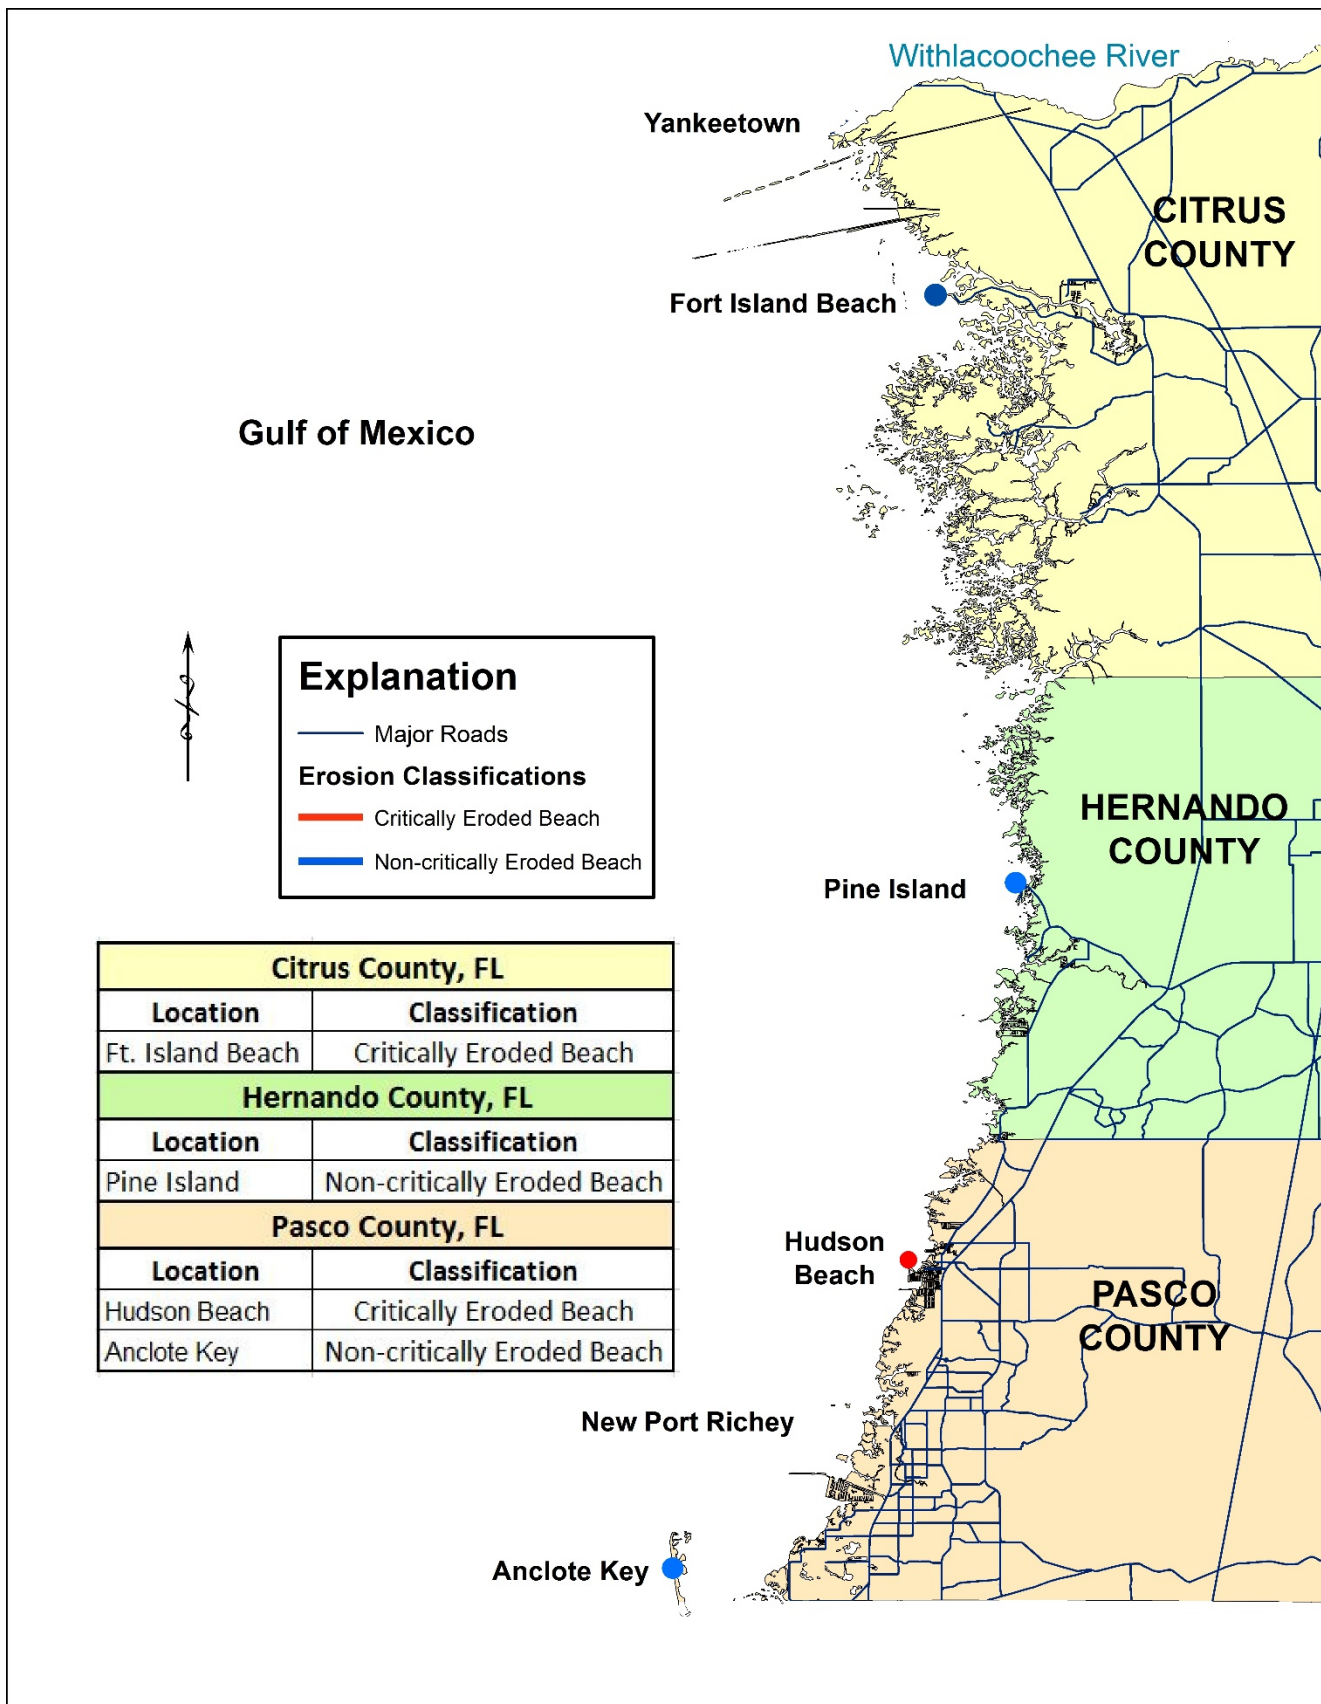 Withlacoochee River
Yankeetown
CITRUS
COUNTY
Fort Island Beach
Gulf of Mexico
Explanation
Major Roads
Erosion Classifications
Critically Eroded Beach
Non-critically Eroded Beach
HERNANDO
COUNTY
Pine Island
Citrus County, FL
Location Classification
Ft. Island Beach Critically Eroded Beach
Hernando County, FL
Location Classification
Pine Island Non-critically Eroded Beach
Pasco County, FL
Location Classification
Hudson Beach Critically Eroded Beach
Anclote Key Non-critically Eroded Beach
Hudson
Beach
PASCO
COUNTY
New Port Richey
Anclote Key